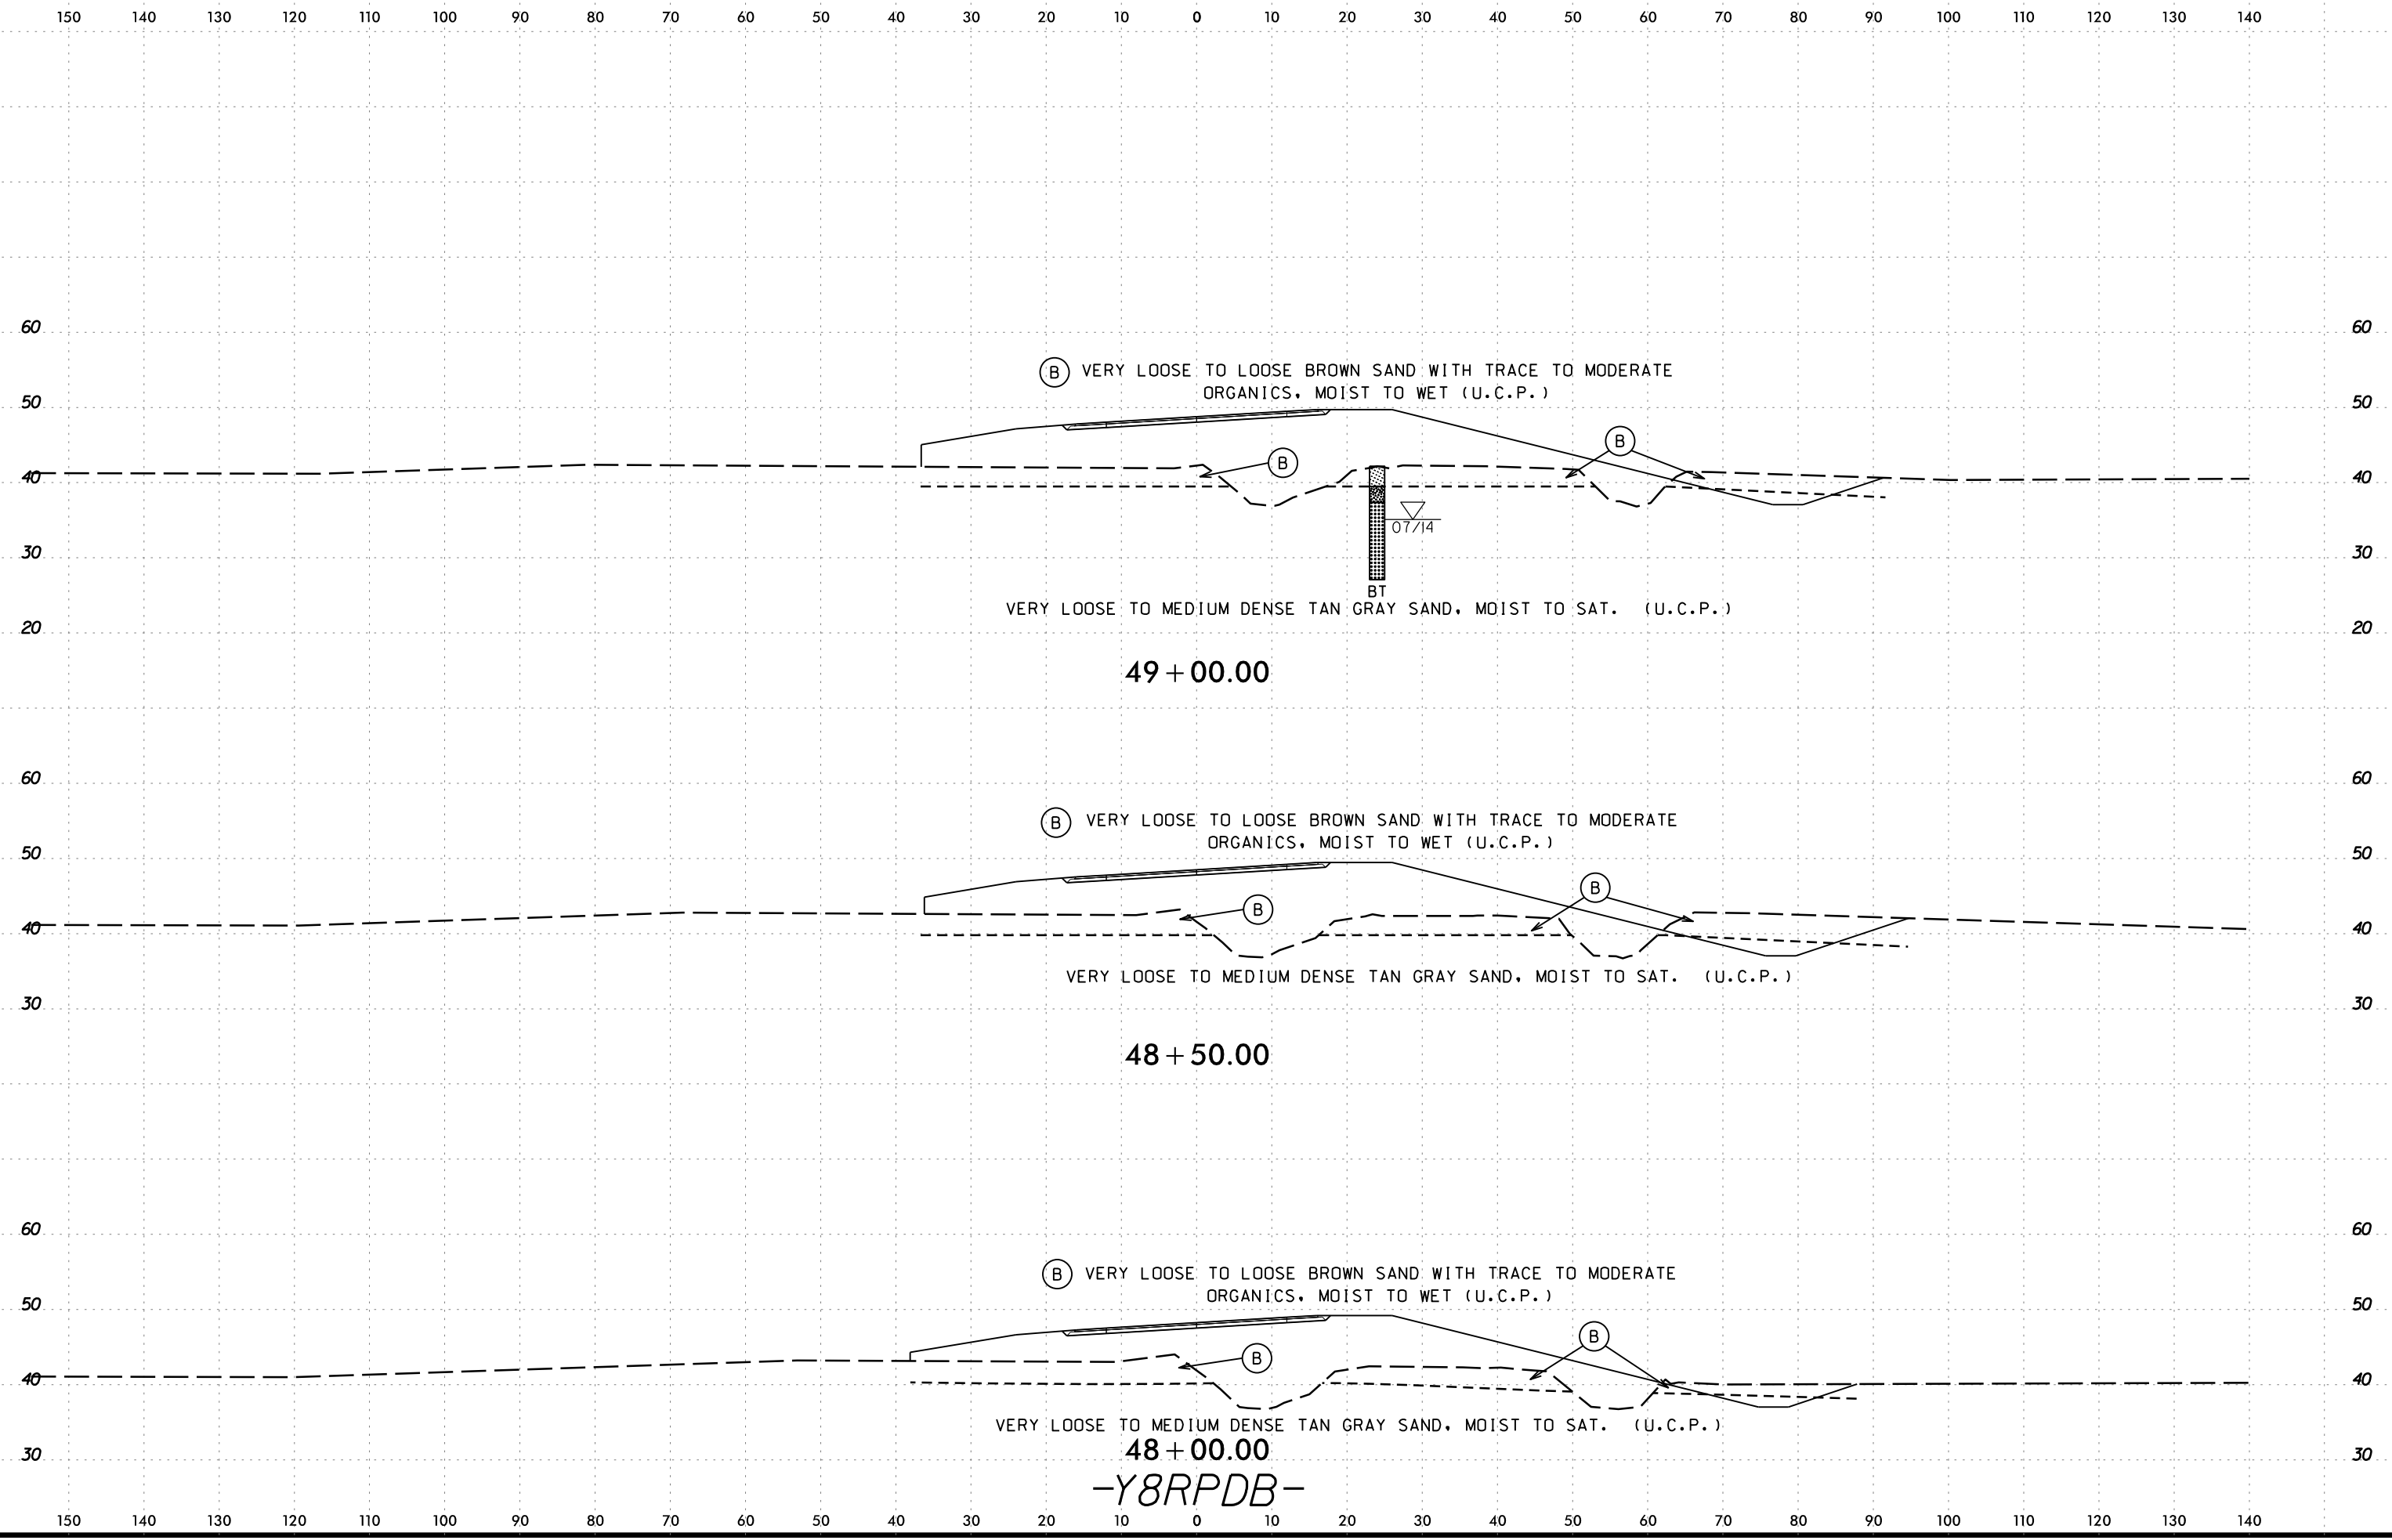 150 140 130 120 110 100 90 80 70 60 50 40 30 20 10 0 10 20 30 40 50 60 70 80 90 100 110 120 130 140
60 60
Ⓑ VERY LOOSE TO LOOSE BROWN SAND WITH TRACE TO MODERATE
ORGANICS, MOIST TO WET (U.C.P.)
50 50
B
B
40 40
07/14
30 30
BT
VERY LOOSE TO MEDIUM DENSE TAN GRAY SAND, MOIST TO SAT. (U.C.P.)
20 20
49+00.00
60 60
Ⓑ VERY LOOSE TO LOOSE BROWN SAND WITH TRACE TO MODERATE
ORGANICS, MOIST TO WET (U.C.P.)
50 50
B
B
40 40
VERY LOOSE TO MEDIUM DENSE TAN GRAY SAND, MOIST TO SAT. (U.C.P.)
30 30
48+50.00
60 60
Ⓑ VERY LOOSE TO LOOSE BROWN SAND WITH TRACE TO MODERATE
ORGANICS, MOIST TO WET (U.C.P.)
50 50
B
B
40 40
VERY LOOSE TO MEDIUM DENSE TAN GRAY SAND, MOIST TO SAT. (U.C.P.)
48+00.00
30 30
-Y8RPDB-
150 140 130 120 110 100 90 80 70 60 50 40 30 20 10 0 10 20 30 40 50 60 70 80 90 100 110 120 130 140